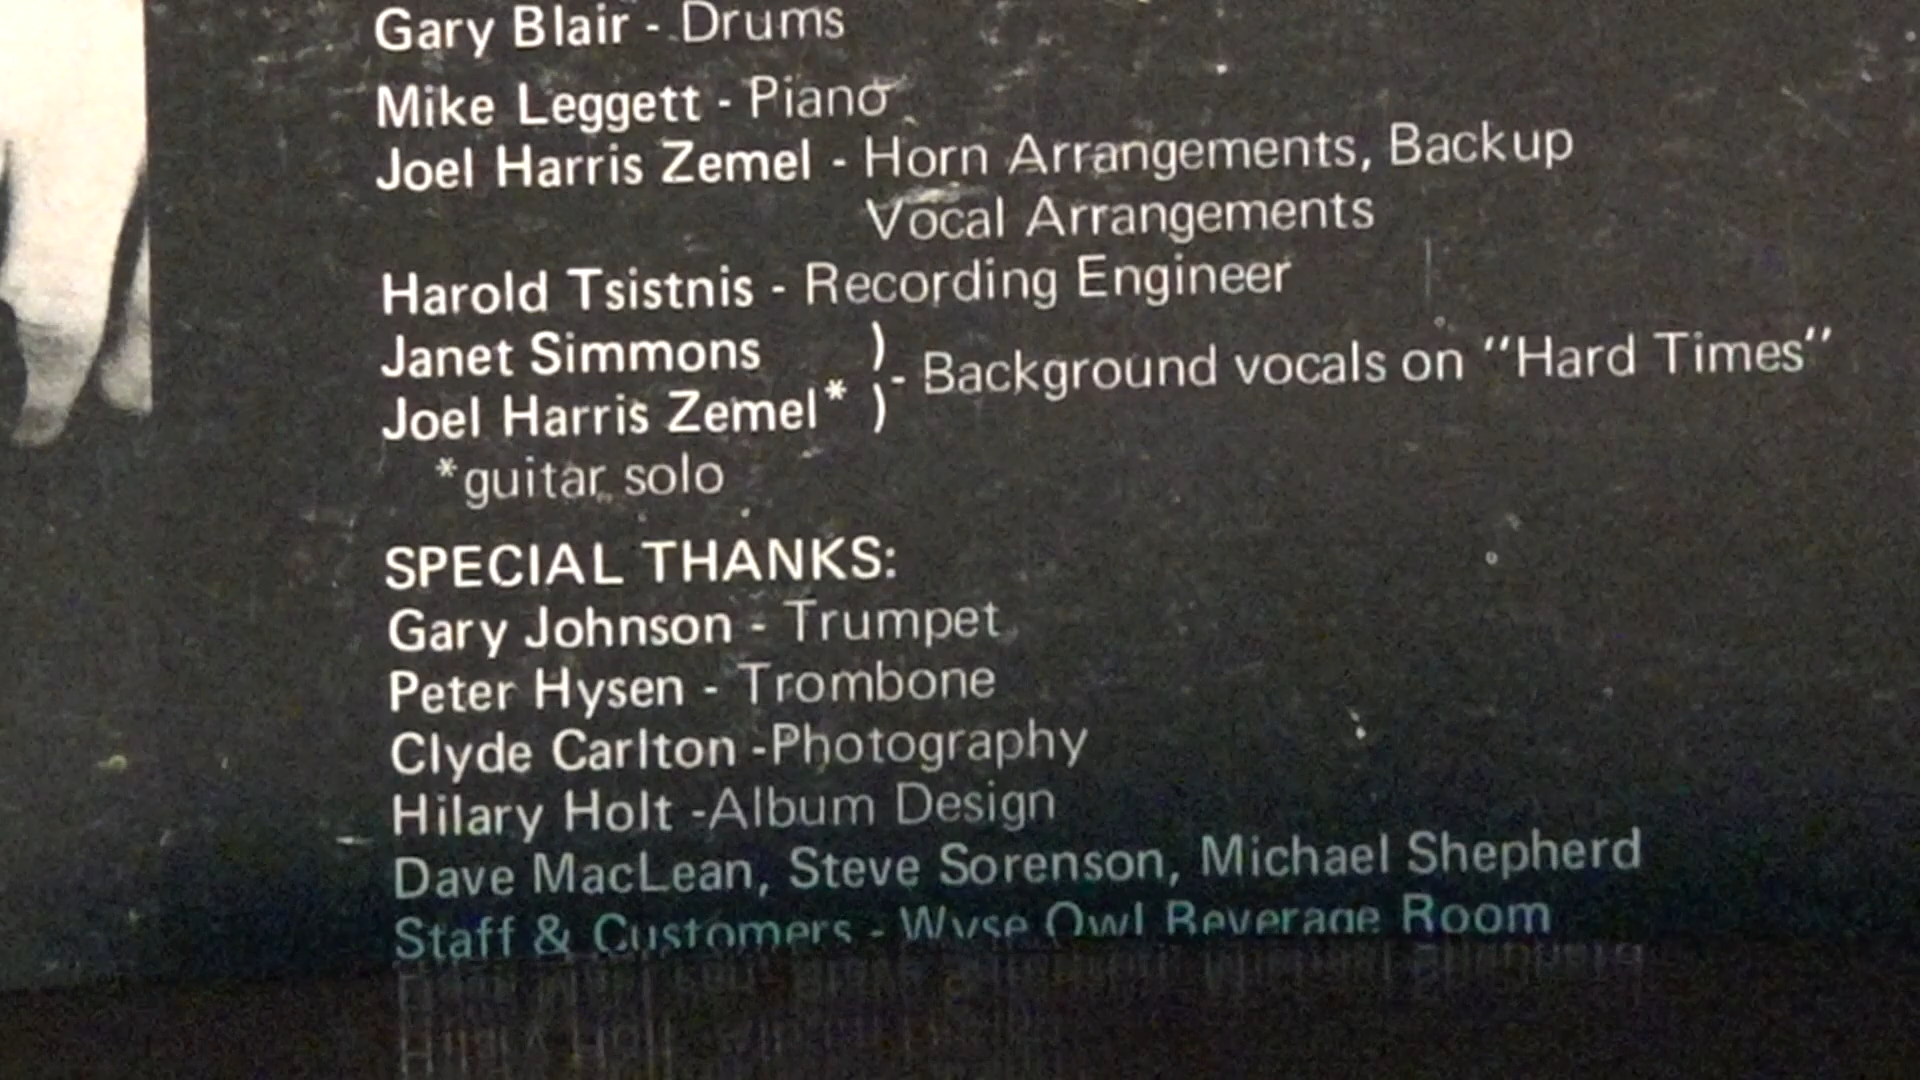 Gary Blair - Drums
Mike Leggett - Piano
Joel Harris Zemel - Horn Arrangements, Backup
Vocal Arrangements
Harold Tsistnis - Recording Engineer
Janet Simmons )
Joel Harris Zemel* ) - Background vocals on "Hard Times"
*guitar solo
SPECIAL THANKS:
Gary Johnson - Trumpet
Peter Hysen - Trombone
Clyde Carlton -Photography
Hilary Holt -Album Design
Dave MacLean, Steve Sorenson, Michael Shepherd
Staff & Customers - Wyse Owl Beverage Room